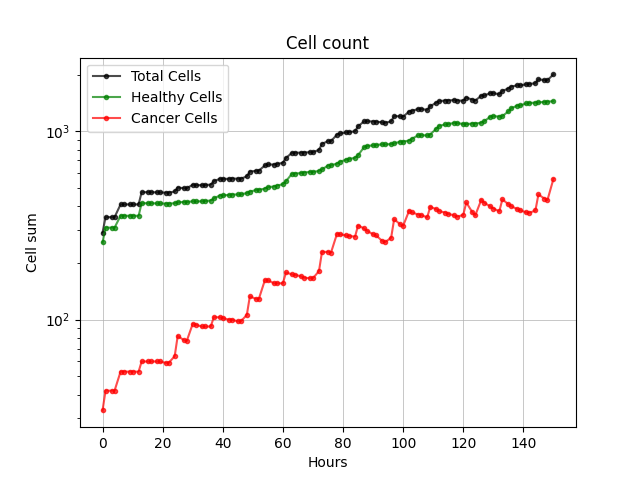 Cell count
Total Cells
Healthy Cells
Cancer Cells
10³
10²
Cell sum
0 20 40 60 80 100 120 140
Hours